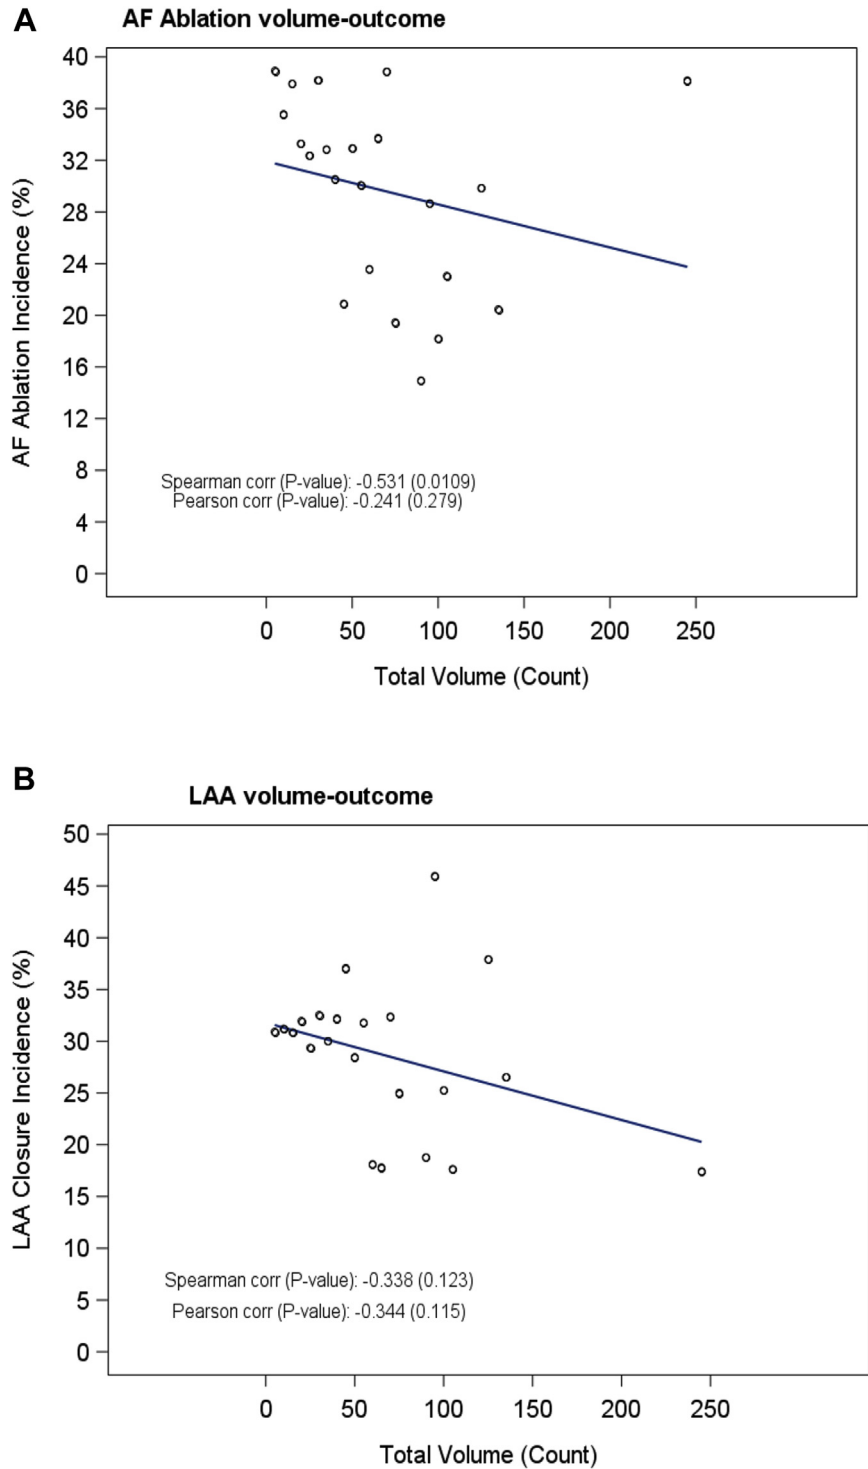 A
AF Ablation volume-outcome
AF Ablation Incidence (%)
40
36
32
28
24
20
16
12
8
4
0
Spearman corr (P-value): -0.531 (0.0109)
Pearson corr (P-value): -0.241 (0.279)
0 50 100 150 200 250
Total Volume (Count)
B
LAA volume-outcome
LAA Closure Incidence (%)
50
45
40
35
30
25
20
15
10
5
0
Spearman corr (P-value): -0.338 (0.123)
Pearson corr (P-value): -0.344 (0.115)
0 50 100 150 200 250
Total Volume (Count)